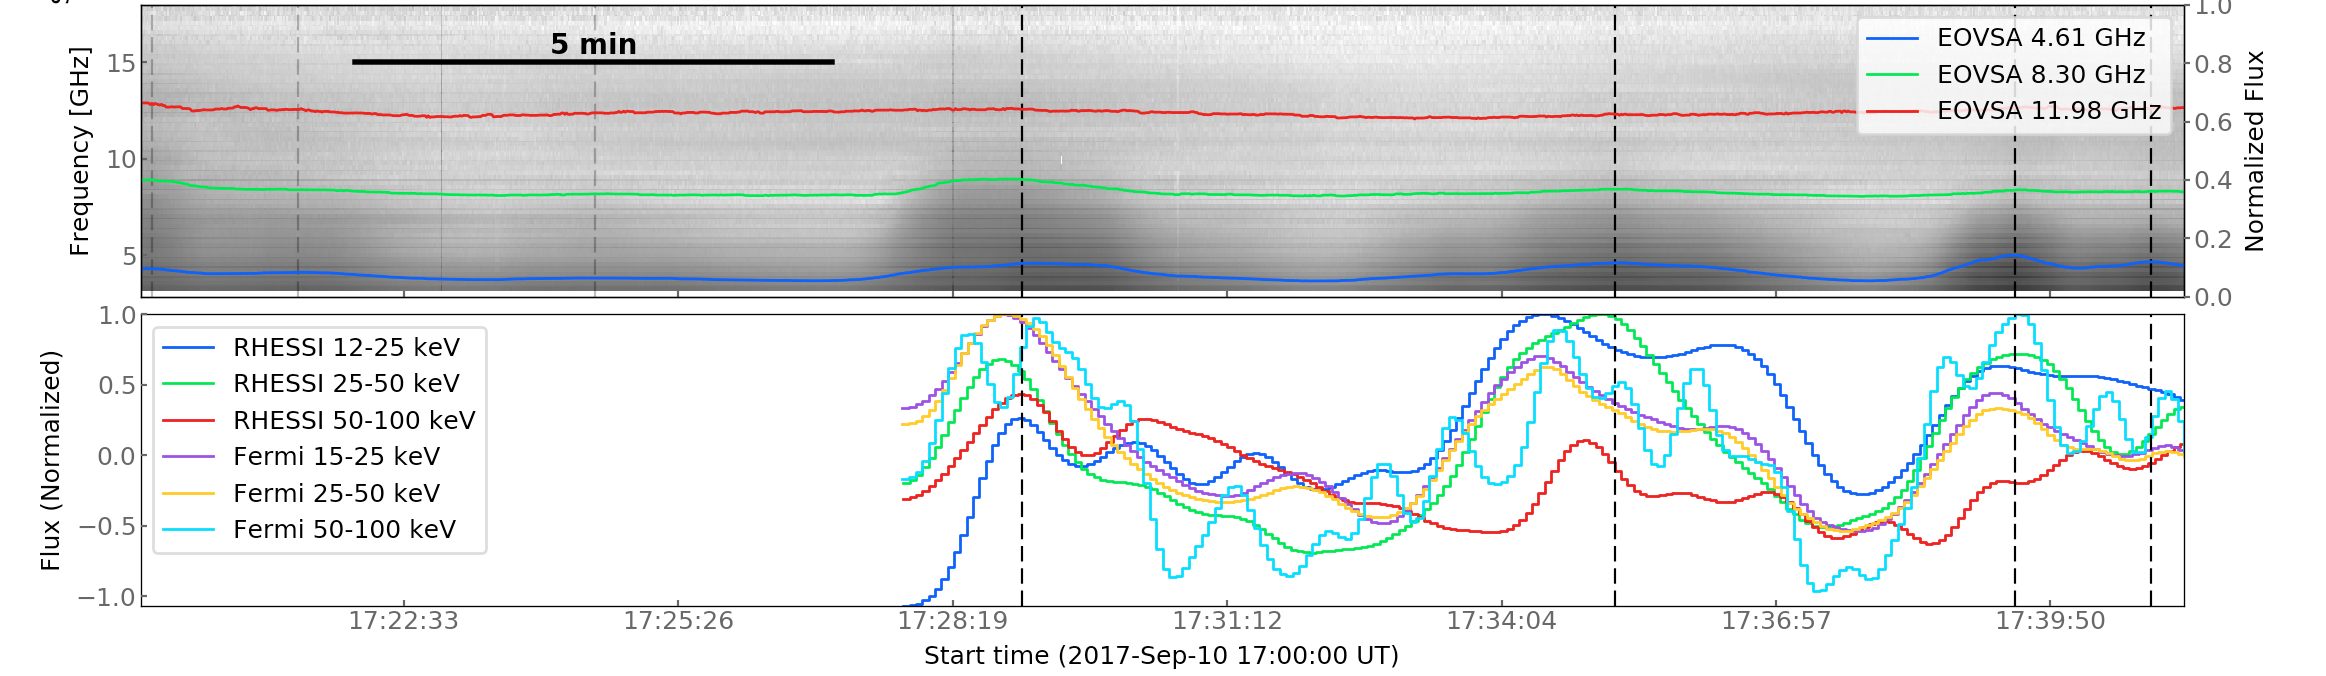 1.0
5 min
EOVSA 4.61 GHz
EOVSA 8.30 GHz
EOVSA 11.98 GHz
15
10
5
Frequency [GHz]
0.8
0.6
0.4
0.2
0.0
Normalized Flux
1.0
0.5
0.0
−0.5
−1.0
Flux (Normalized)
RHESSI 12-25 keV
RHESSI 25-50 keV
RHESSI 50-100 keV
Fermi 15-25 keV
Fermi 25-50 keV
Fermi 50-100 keV
17:22:33 17:25:26 17:28:19 17:31:12 17:34:04 17:36:57 17:39:50
Start time (2017-Sep-10 17:00:00 UT)